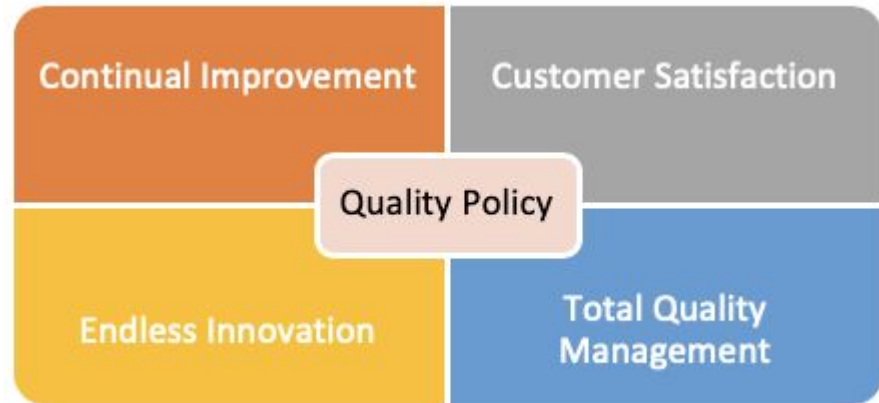 Continual Improvement
Customer Satisfaction
Quality Policy
Endless Innovation
Total Quality
Management